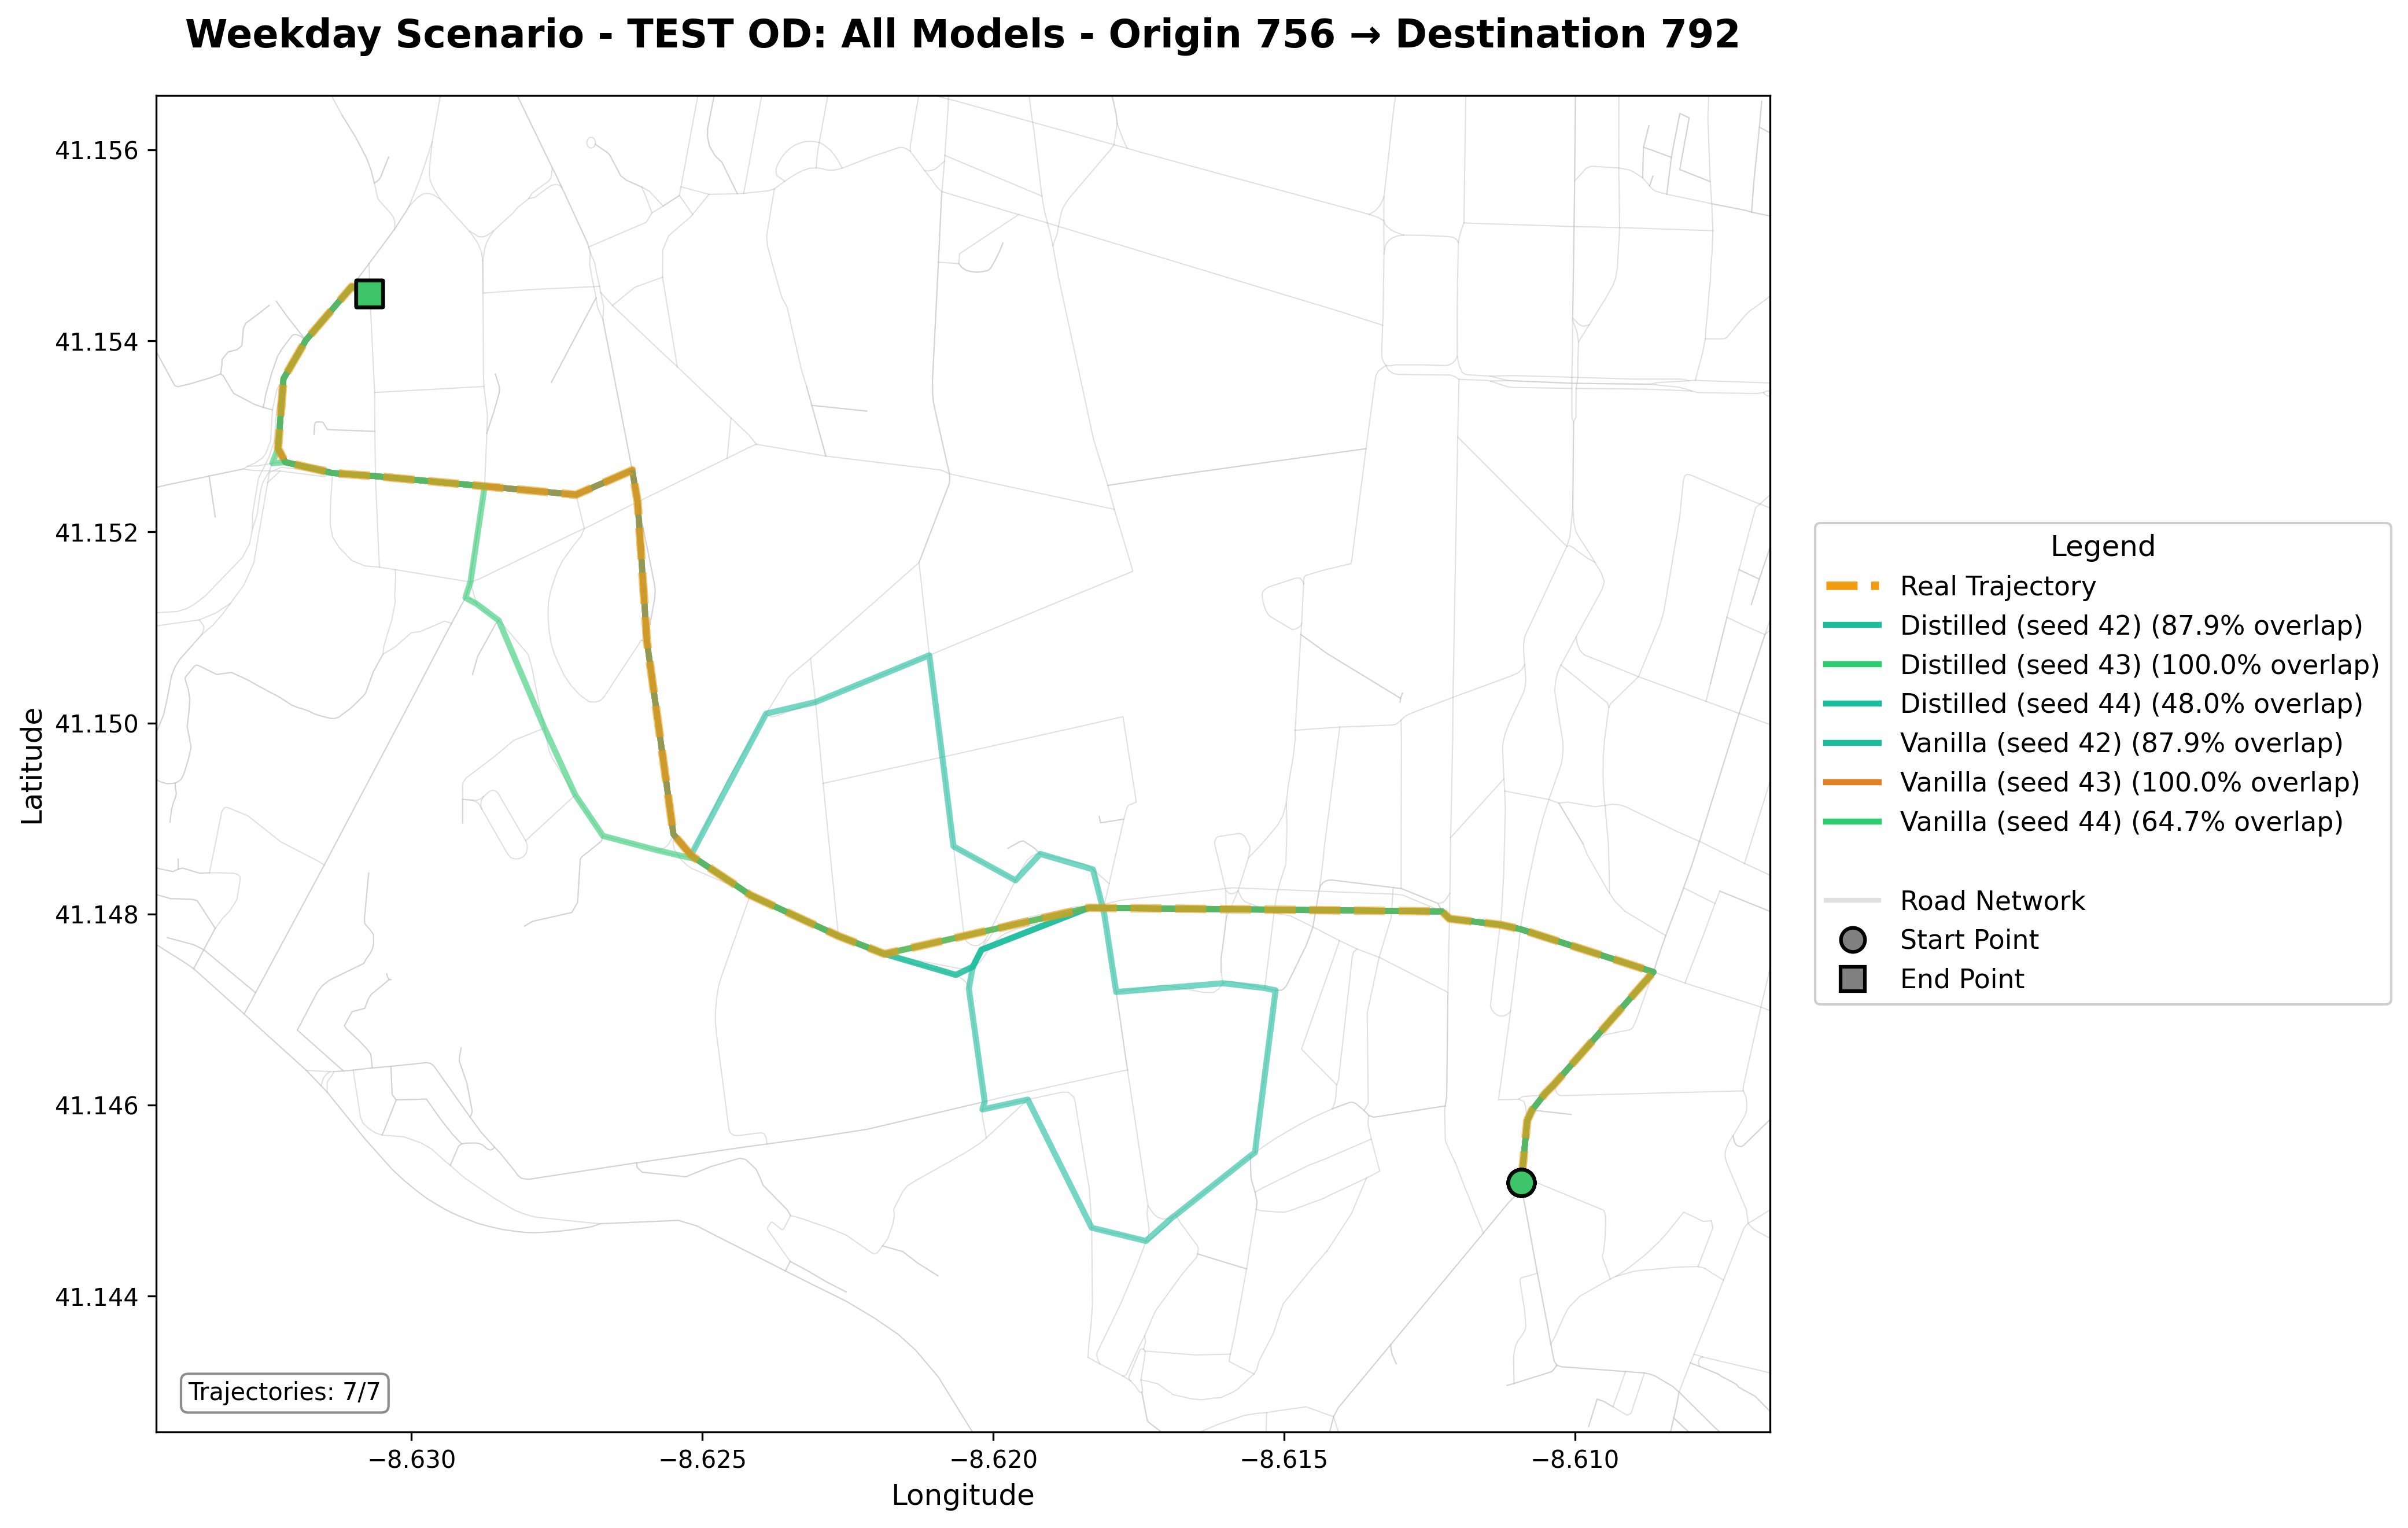 Weekday Scenario - TEST OD: All Models - Origin 756 → Destination 792
41.156
41.154
41.152
41.150
41.148
41.146
41.144
Latitude
−8.630
−8.625
−8.620
−8.615
−8.610
Longitude
Trajectories: 7/7
Legend
Real Trajectory
Distilled (seed 42) (87.9% overlap)
Distilled (seed 43) (100.0% overlap)
Distilled (seed 44) (48.0% overlap)
Vanilla (seed 42) (87.9% overlap)
Vanilla (seed 43) (100.0% overlap)
Vanilla (seed 44) (64.7% overlap)
Road Network
Start Point
End Point